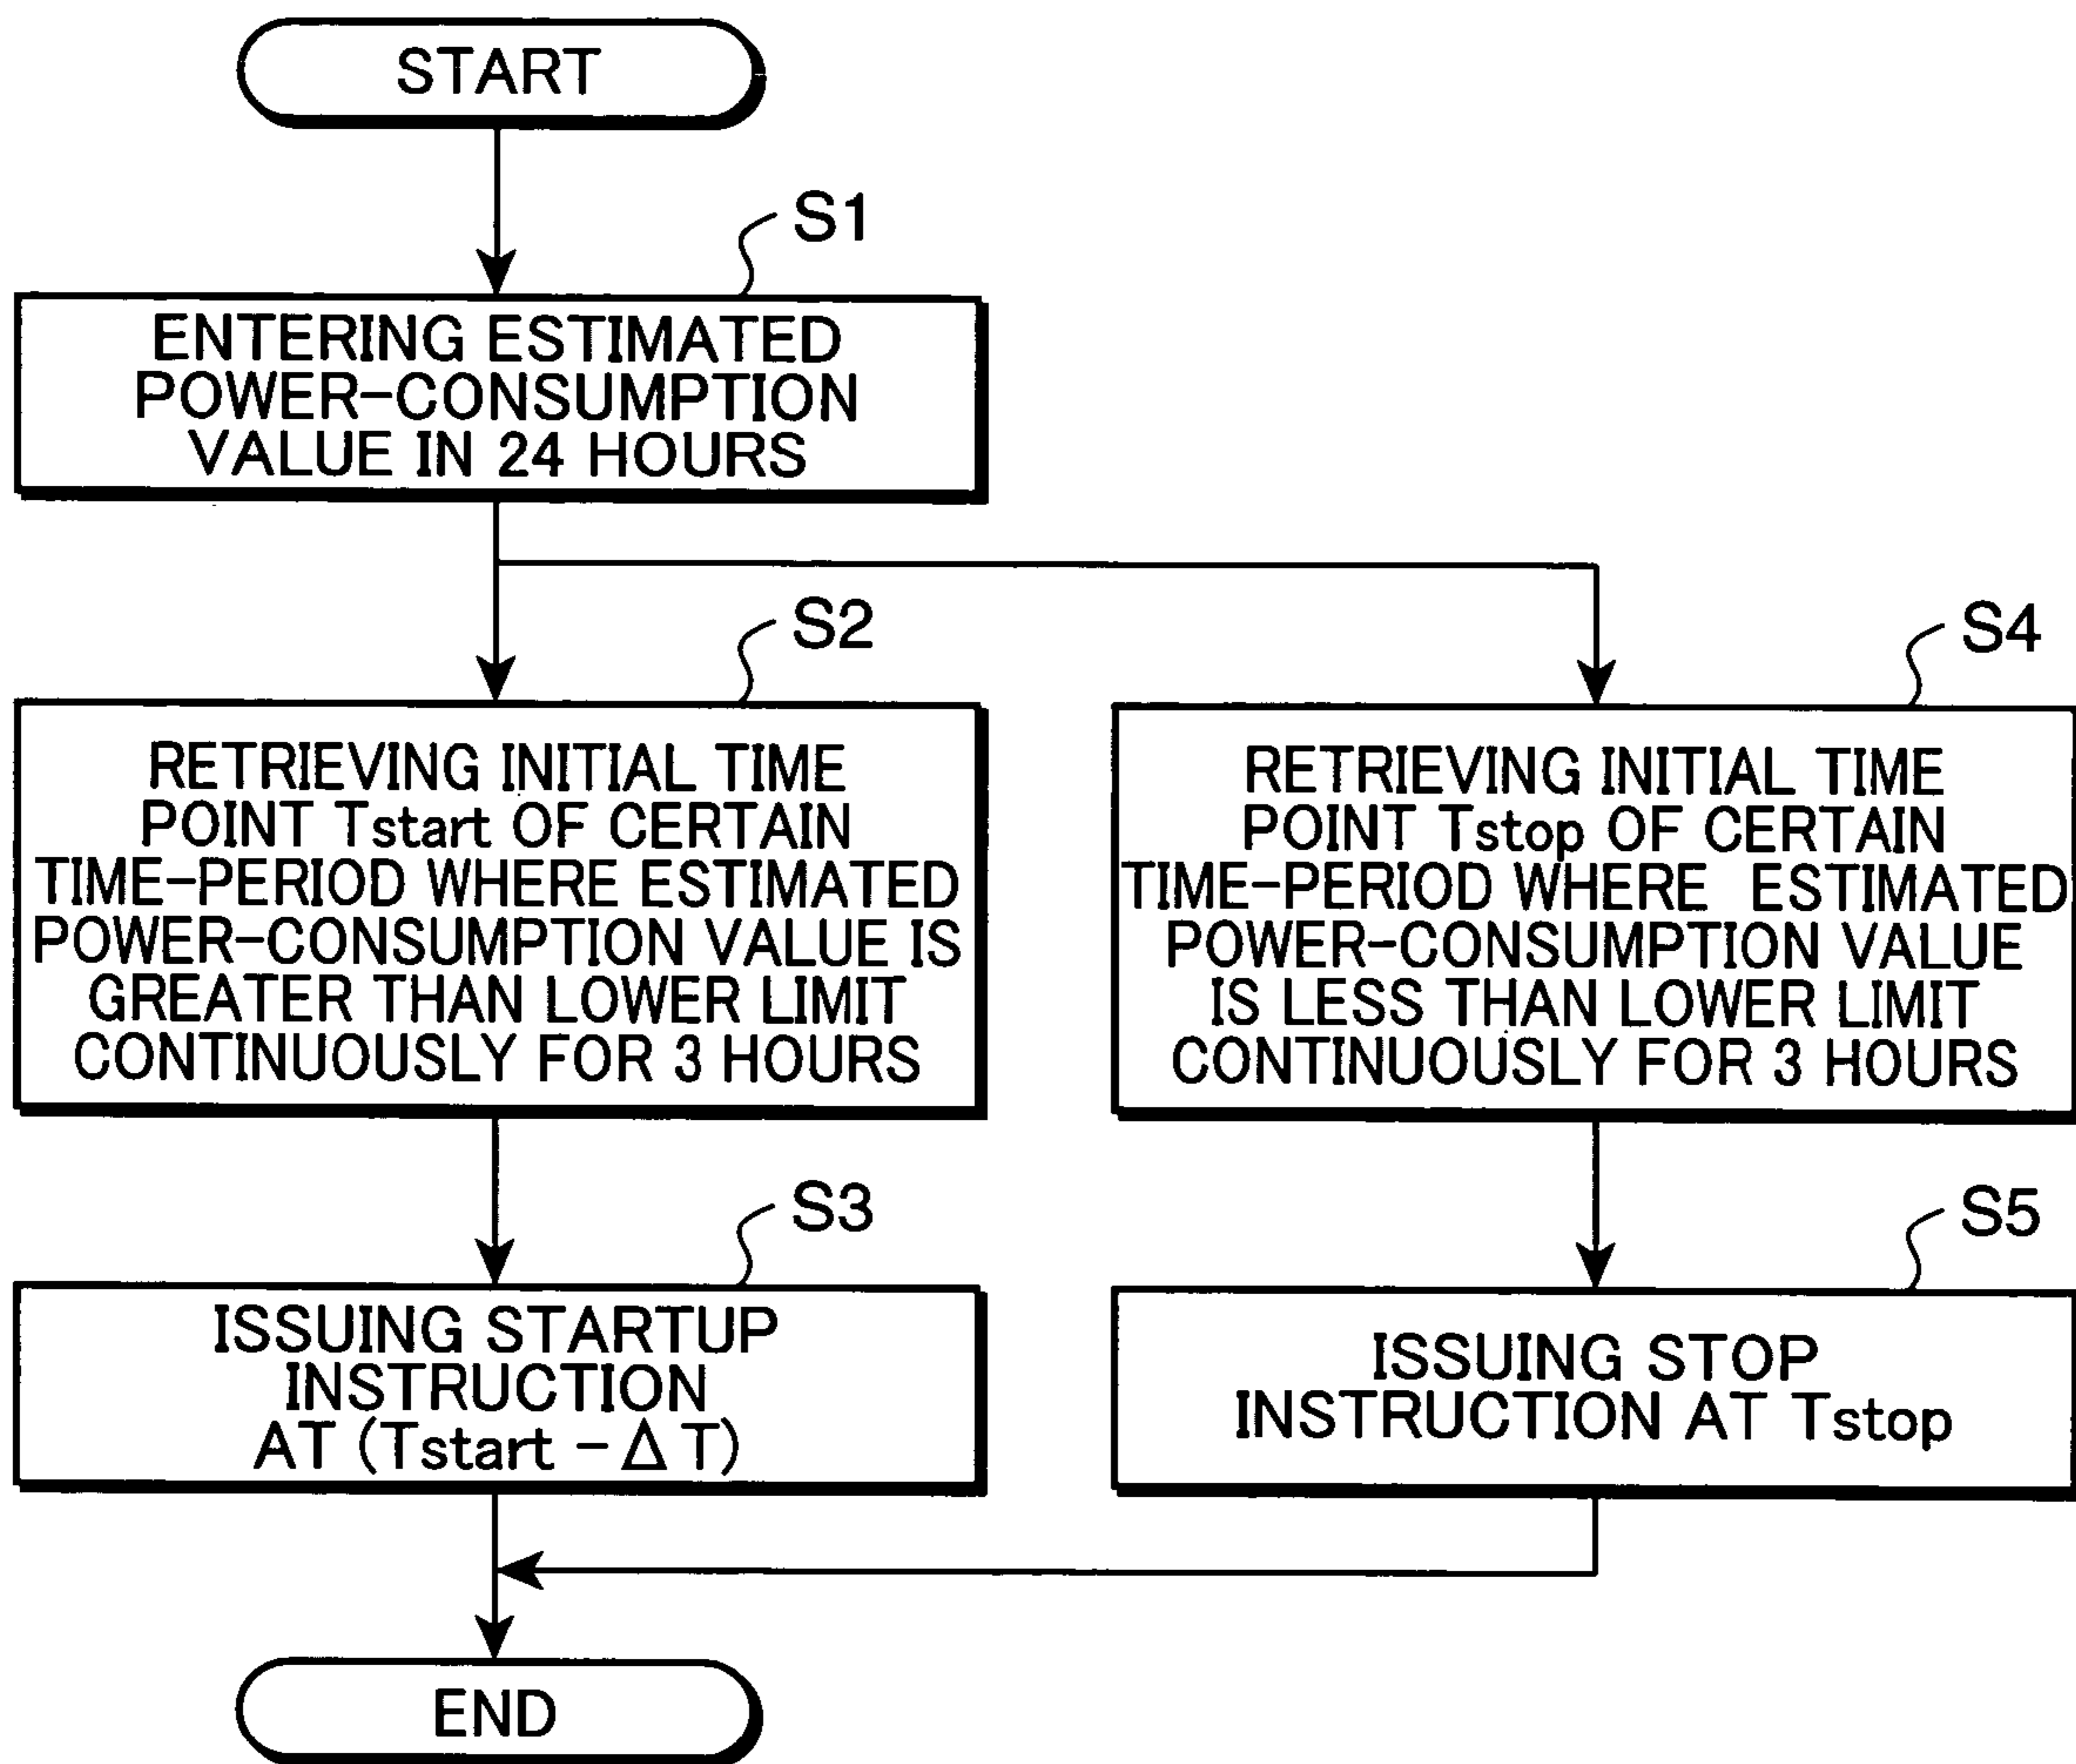 START
S1
ENTERING ESTIMATED
POWER-CONSUMPTION
VALUE IN 24 HOURS
S2
RETRIEVING INITIAL TIME
POINT Tstart OF CERTAIN
TIME-PERIOD WHERE ESTIMATED
POWER-CONSUMPTION VALUE IS
GREATER THAN LOWER LIMIT
CONTINUOUSLY FOR 3 HOURS
S4
RETRIEVING INITIAL TIME
POINT Tstop OF CERTAIN
TIME-PERIOD WHERE ESTIMATED
POWER-CONSUMPTION VALUE
IS LESS THAN LOWER LIMIT
CONTINUOUSLY FOR 3 HOURS
S3
ISSUING STARTUP
INSTRUCTION
AT (Tstart - Δ T)
S5
ISSUING STOP
INSTRUCTION AT Tstop
END